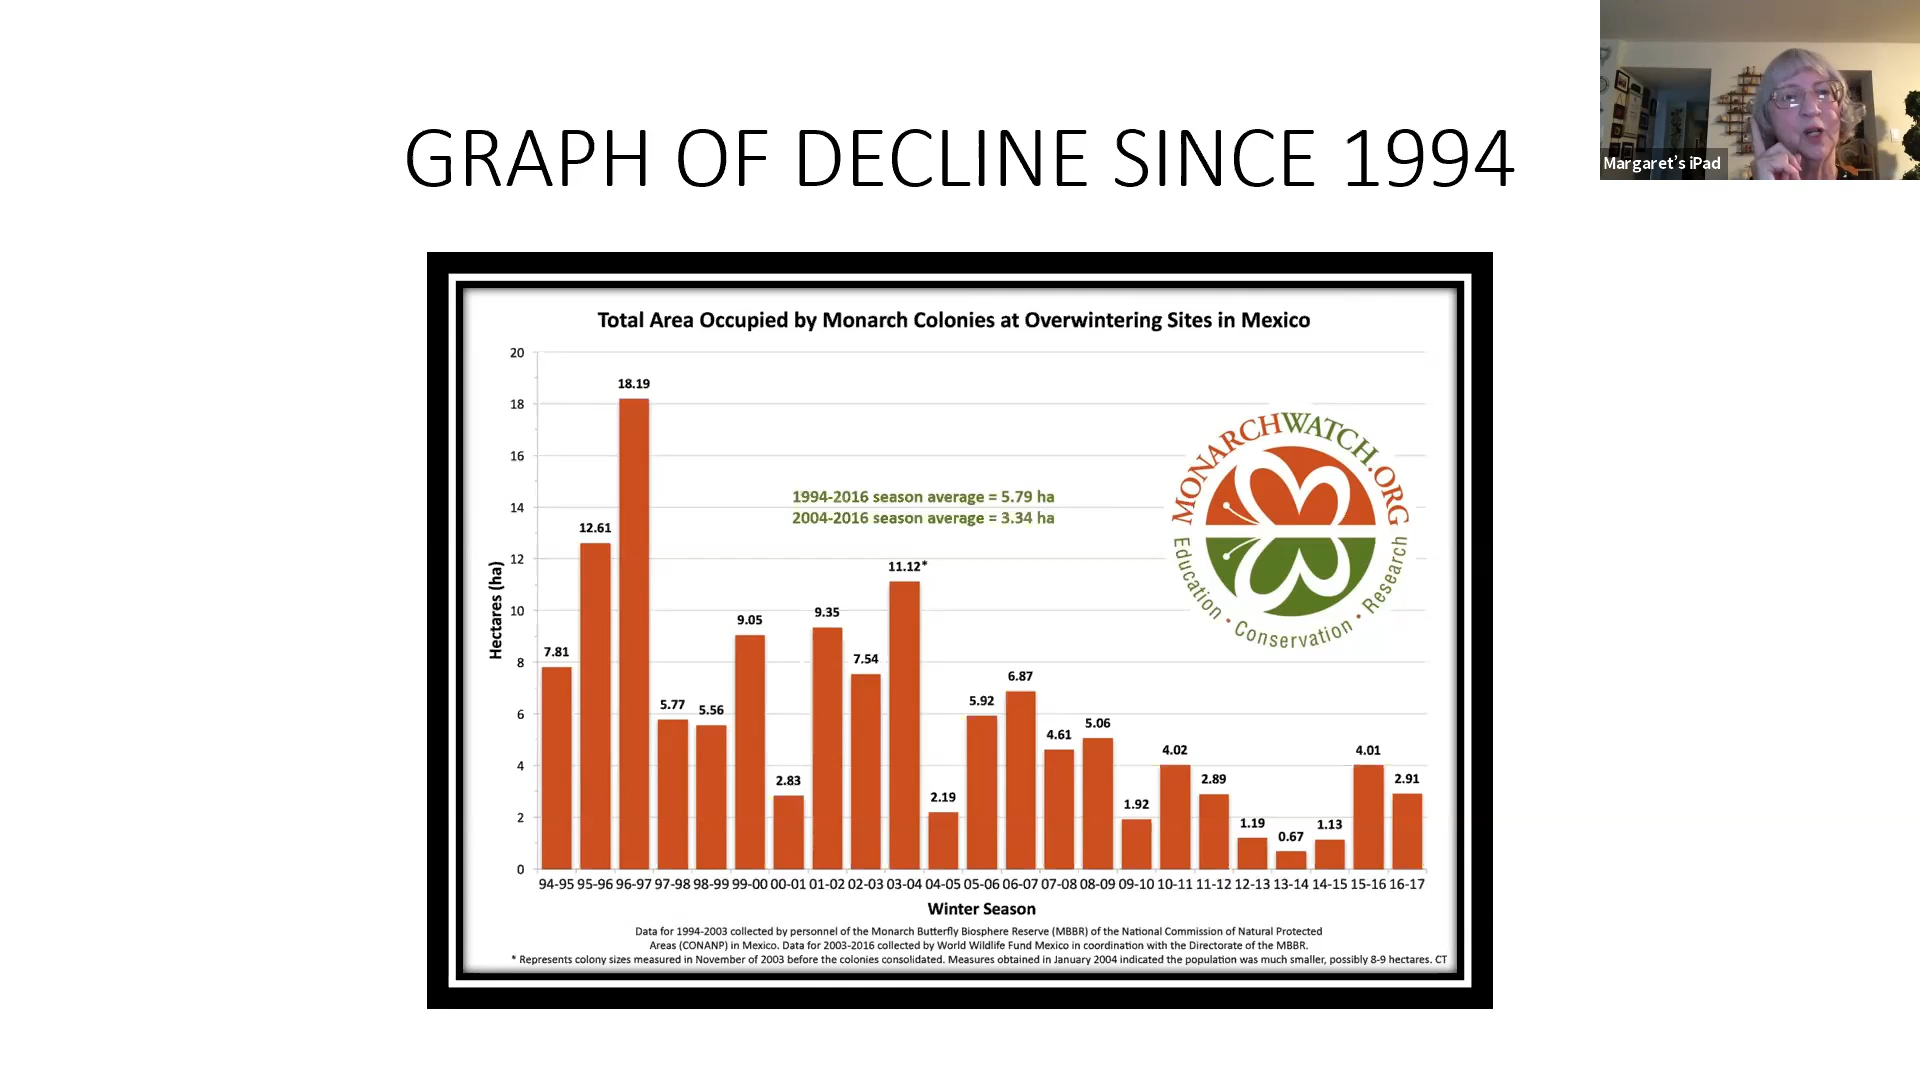 GRAPH OF DECLINE SINCE 1994
Margaret's iPad
Total Area Occupied by Monarch Colonies at Overwintering Sites in Mexico
Hectares (ha)
20
18
16
14
12
10
8
6
4
2
0
7.81
12.61
18.19
5.77
5.56
9.05
2.83
9.35
7.54
11.12*
2.19
5.92
6.87
4.61
5.06
1.92
4.02
2.89
1.19
0.67
1.13
4.01
2.91
1994-2016 season average = 5.79 ha
2004-2016 season average = 3.34 ha
MONARCHWATCH.ORG
Education • Conservation • Research
94-95 95-96 96-97 97-98 98-99 99-00 00-01 01-02 02-03 03-04 04-05 05-06 06-07 07-08 08-09 09-10 10-11 11-12 12-13 13-14 14-15 15-16 16-17
Winter Season
Data for 1994-2003 collected by personnel of the Monarch Butterfly Biosphere Reserve (MBBR) of the National Commission of Natural Protected
Areas (CONANP) in Mexico. Data for 2003-2016 collected by World Wildlife Fund Mexico in coordination with the Directorate of the MBBR.
* Represents colony sizes measured in November of 2003 before the colonies consolidated. Measures obtained in January 2004 indicated the population was much smaller, possibly 8-9 hectares. CT